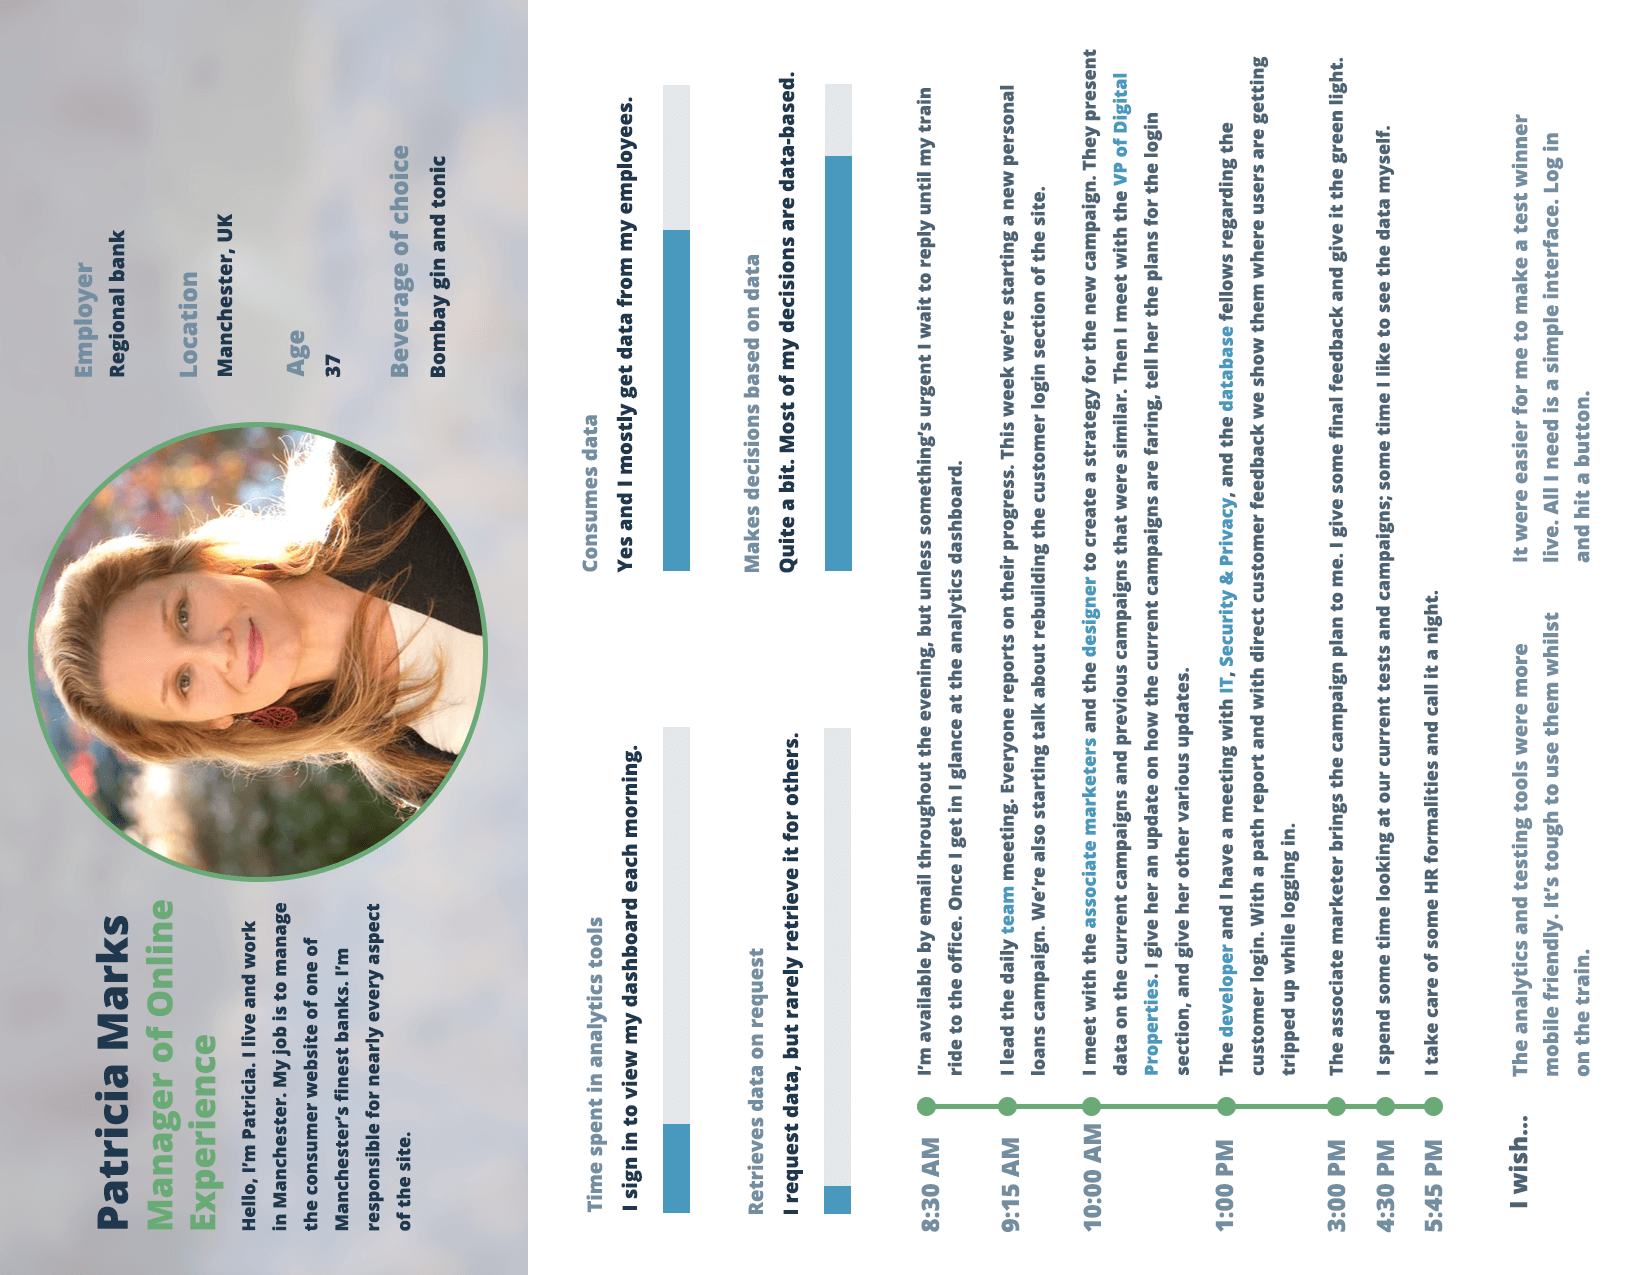 Patricia Marks
Manager of Online
Experience
Hello, I'm Patricia. I live and work
in Manchester. My job is to manage
the consumer website of one of
Manchester's finest banks. I'm
responsible for nearly every aspect
of the site.
Employer
Regional bank
Location
Manchester, UK
Age
37
Beverage of choice
Bombay gin and tonic
Time spent in analytics tools
I sign in to view my dashboard each morning.
Consumes data
Yes and I mostly get data from my employees.
Retrieves data on request
I request data, but rarely retrieve it for others.
Makes decisions based on data
Quite a bit. Most of my decisions are data-based.
8:30 AM
I'm available by email throughout the evening, but unless something's urgent I wait to reply until my train
ride to the office. Once I get in I glance at the analytics dashboard.
9:15 AM
I lead the daily team meeting. Everyone reports on their progress. This week we're starting a new personal
loans campaign. We're also starting talk about rebuilding the customer login section of the site.
10:00 AM
I meet with the associate marketers and the designer to create a strategy for the new campaign. They present
data on the current campaigns and previous campaigns that were similar. Then I meet with the VP of Digital
Properties. I give her an update on how the current campaigns are faring, tell her the plans for the login
section, and give her other various updates.
1:00 PM
The developer and I have a meeting with IT, Security & Privacy, and the database fellows regarding the
customer login. With a path report and with direct customer feedback we show them where users are getting
tripped up while logging in.
3:00 PM
The associate marketer brings the campaign plan to me. I give some final feedback and give it the green light.
4:30 PM
I spend some time looking at our current tests and campaigns; some time I like to see the data myself.
5:45 PM
I take care of some HR formalities and call it a night.
I wish...
The analytics and testing tools were more
mobile friendly. It's tough to use them whilst
on the train.
It were easier for me to make a test winner
live. All I need is a simple interface. Log in
and hit a button.